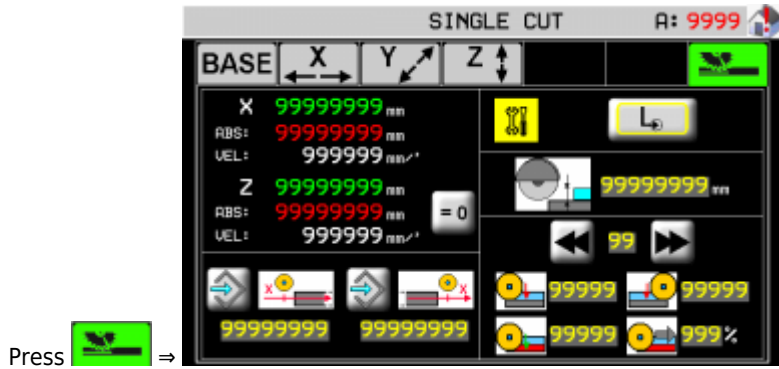 SINGLE CUT A: 9999
BASE X Y Z
X 99999999 mm
ABS: 99999999 mm
VEL: 999999 mm/'
Z 99999999 mm
ABS: 99999999 mm
VEL: 999999 mm/'
= 0
99999999 mm
99
X X
99999999 99999999
99999 99999
99999 999 %
Press ⇒